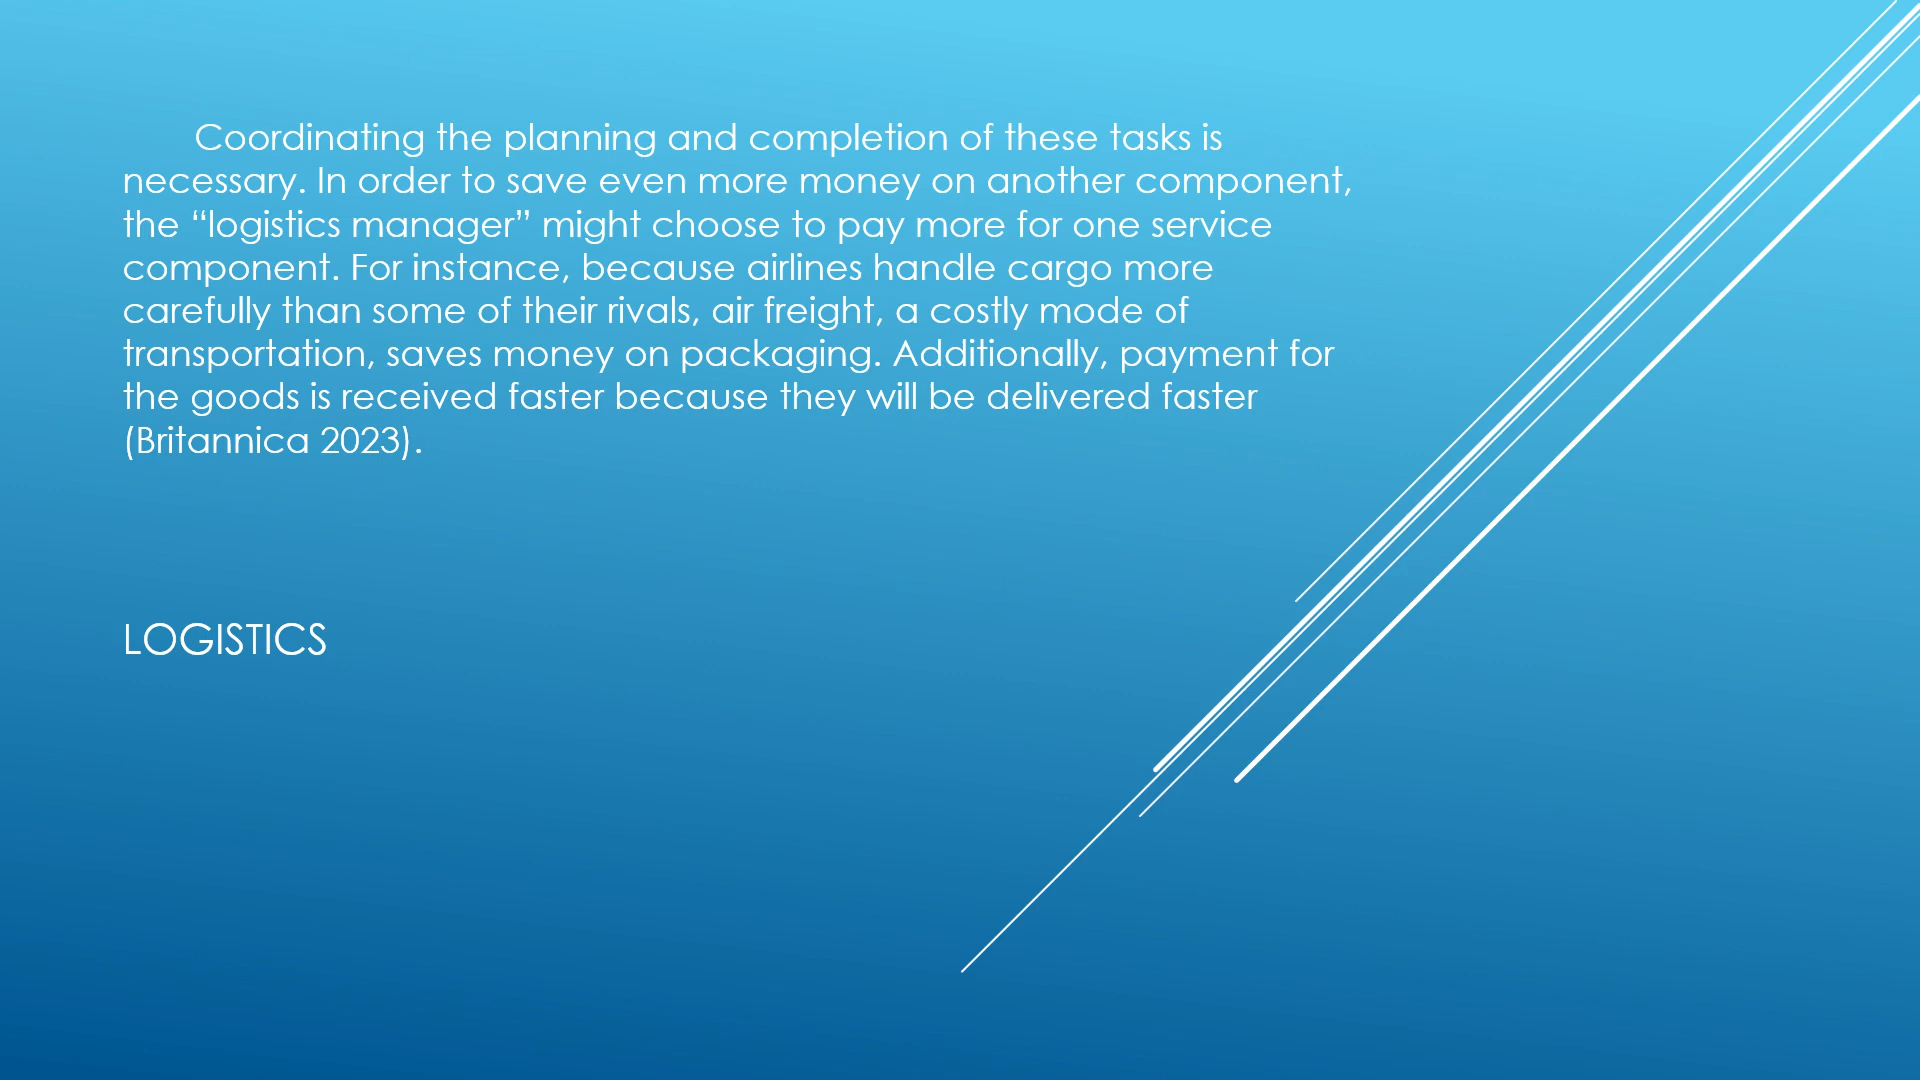 Coordinating the planning and completion of these tasks is
necessary. In order to save even more money on another component,
the “logistics manager” might choose to pay more for one service
component. For instance, because airlines handle cargo more
carefully than some of their rivals, air freight, a costly mode of
transportation, saves money on packaging. Additionally, payment for
the goods is received faster because they will be delivered faster
(Britannica 2023).
LOGISTICS